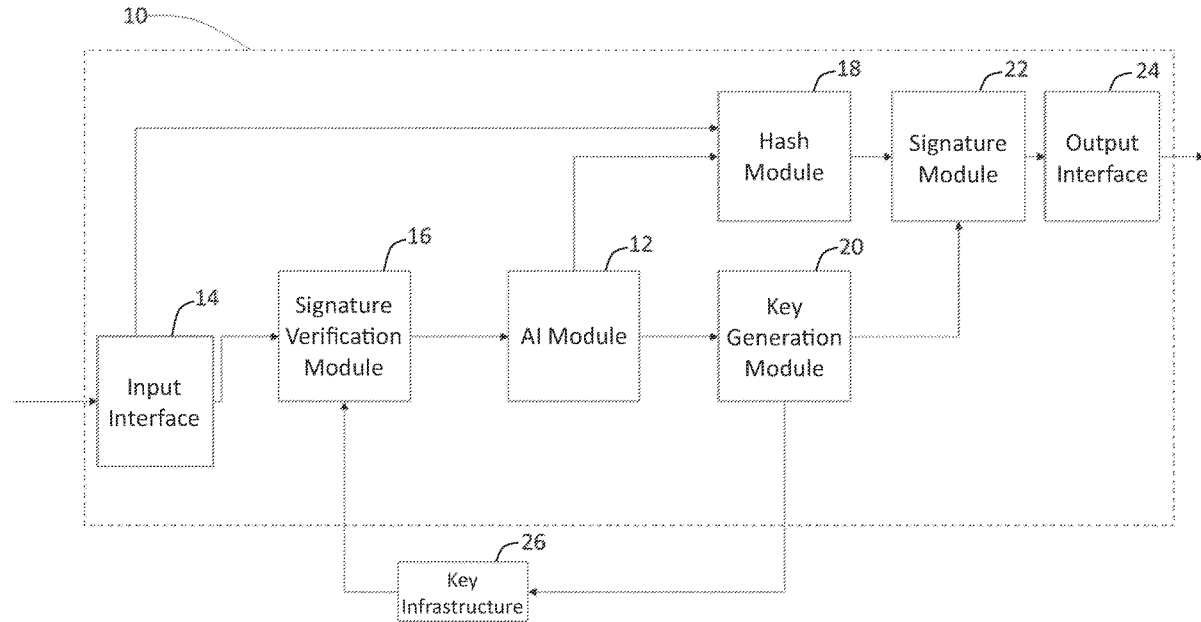 10
18
22
24
Hash
Module
Signature
Module
Output
Interface
16
12
20
14
Signature
Verification
Module
AI Module
Key
Generation
Module
Input
Interface
26
Key
Infrastructure